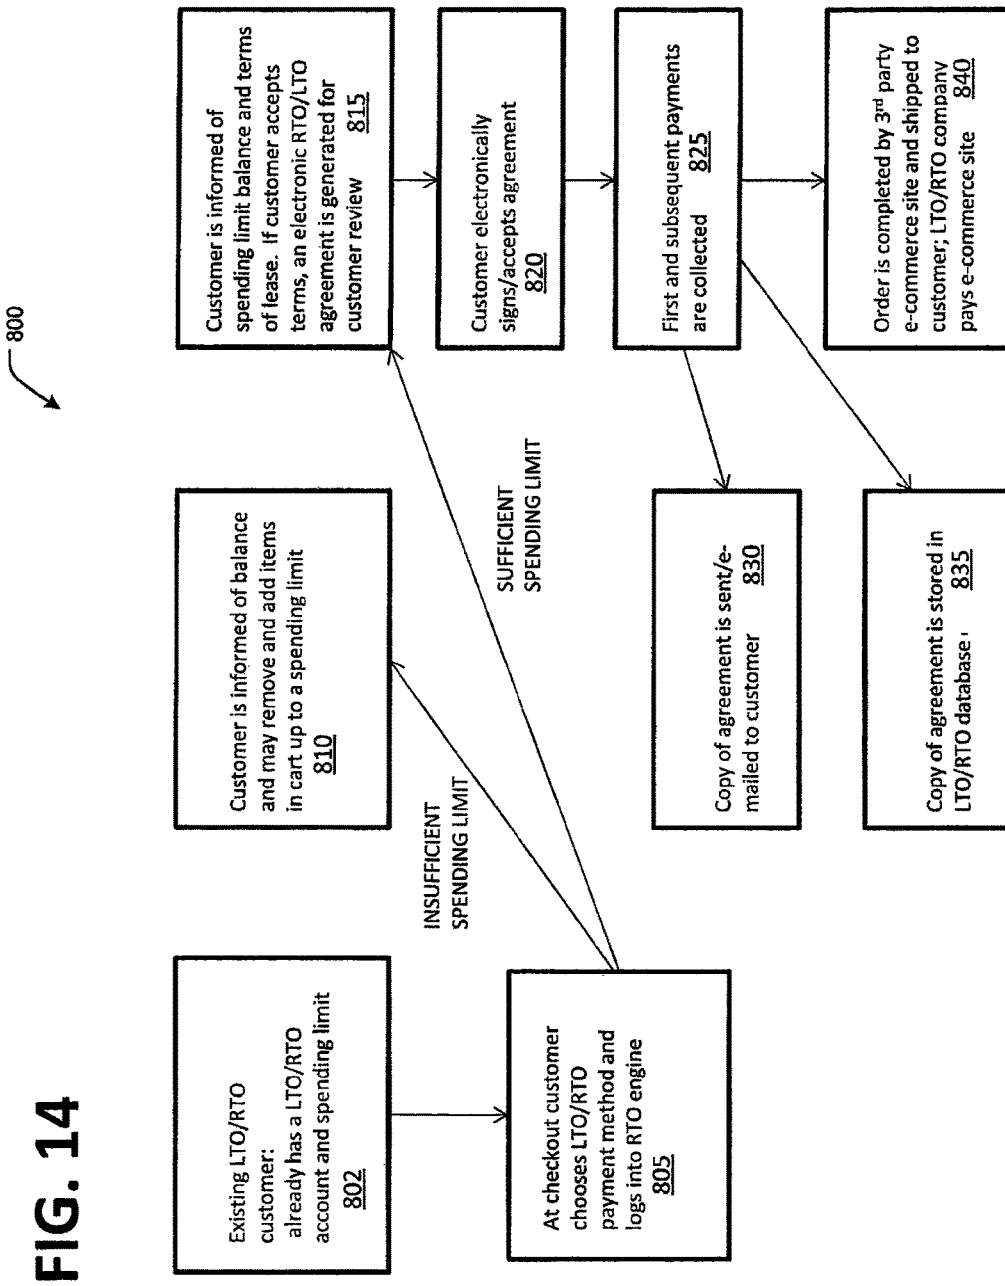 FIG. 14
800
Existing LTO/RTO
customer:
already has a LTO/RTO
account and spending limit
802
At checkout customer
chooses LTO/RTO
payment method and
logs into RTO engine
805
INSUFFICIENT
SPENDING LIMIT
Customer is informed of balance
and may remove and add items
in cart up to a spending limit
810
SUFFICIENT
SPENDING LIMIT
Customer is informed of
spending limit balance and terms
of lease. If customer accepts
terms, an electronic RTO/LTO
agreement is generated for
customer review 815
Customer electronically
signs/accepts agreement
820
First and subsequent payments
are collected 825
Copy of agreement is sent/e-
mailed to customer 830
Copy of agreement is stored in
LTO/RTO database 835
Order is completed by 3rd party
e-commerce site and shipped to
customer; LTO/RTO company
pays e-commerce site 840